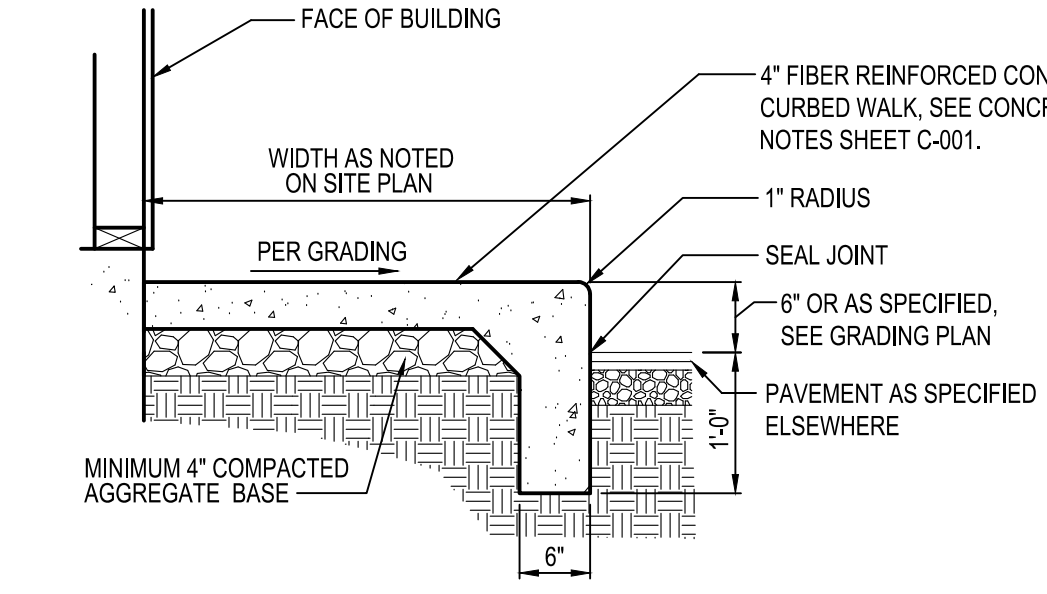 FACE OF BUILDING
4" FIBER REINFORCED CON
CURBED WALK, SEE CONCR
NOTES SHEET C-001.
WIDTH AS NOTED
ON SITE PLAN
1" RADIUS
PER GRADING
SEAL JOINT
6" OR AS SPECIFIED,
SEE GRADING PLAN
PAVEMENT AS SPECIFIED
ELSEWHERE
1'-0"
MINIMUM 4" COMPACTED
AGGREGATE BASE
6"